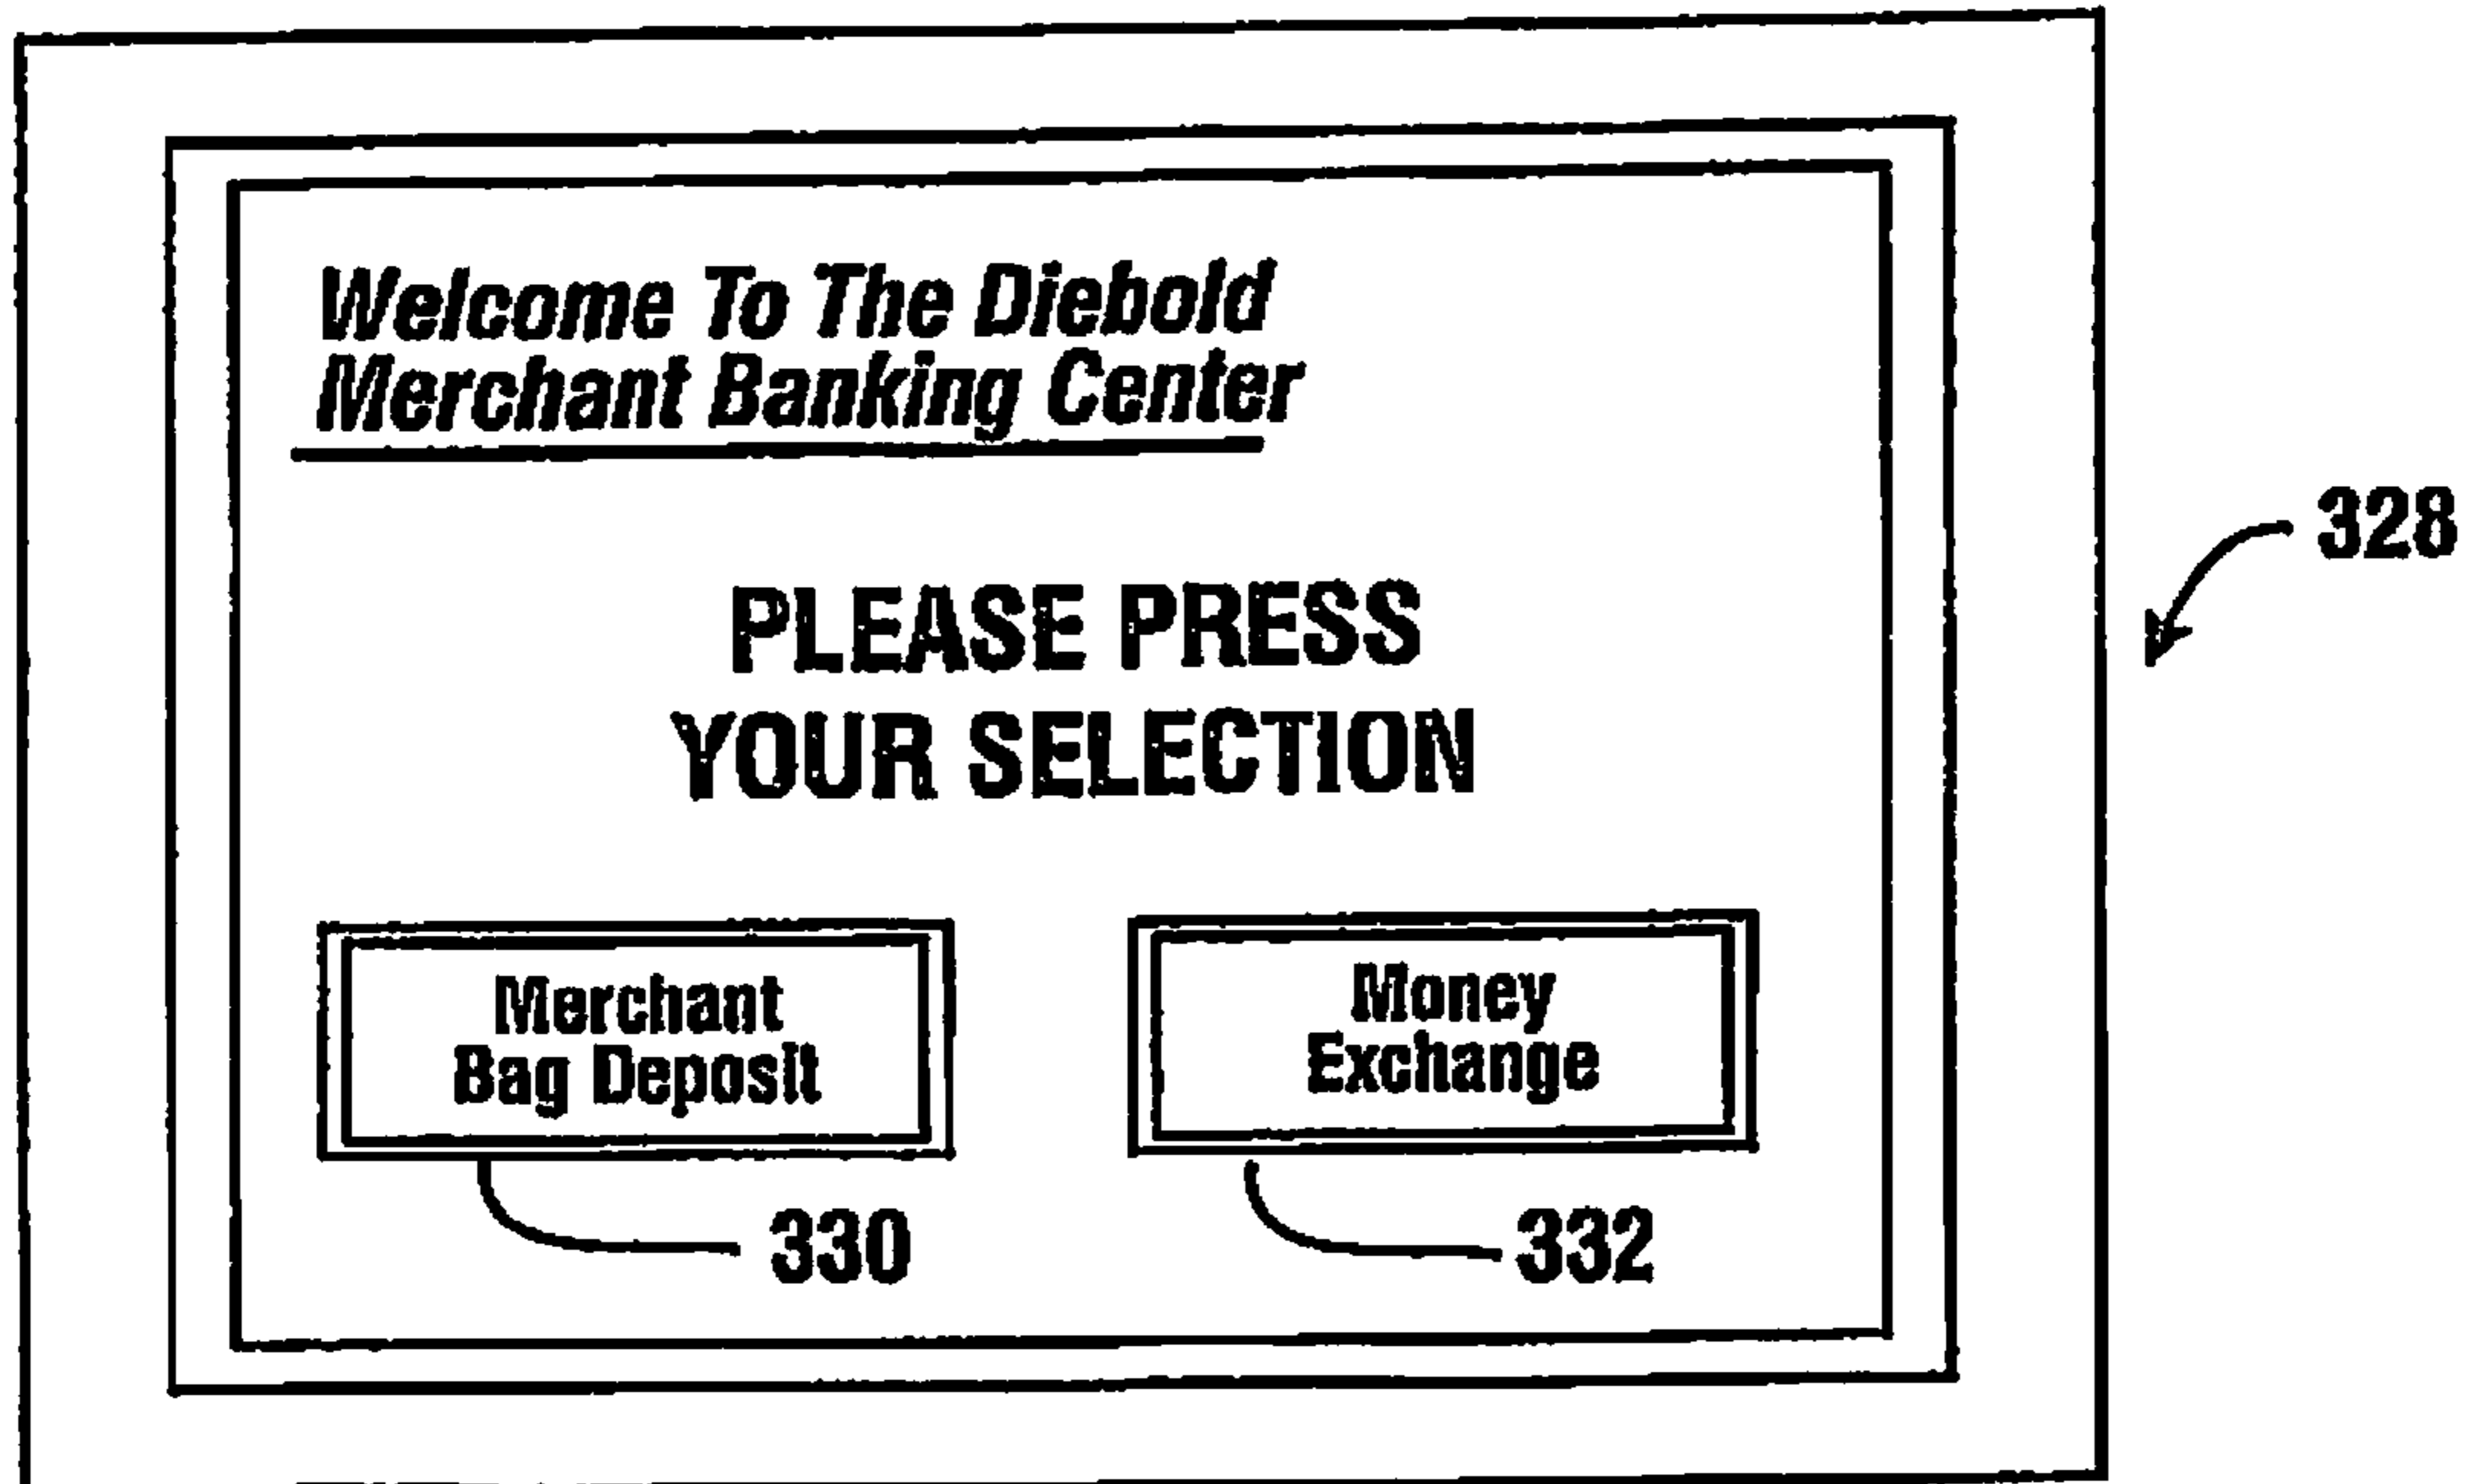 Welcome To The Diebold
Merchant Banking Center
328
PLEASE PRESS
YOUR SELECTION
Merchant
Bag Deposit
Money
Exchange
330
332